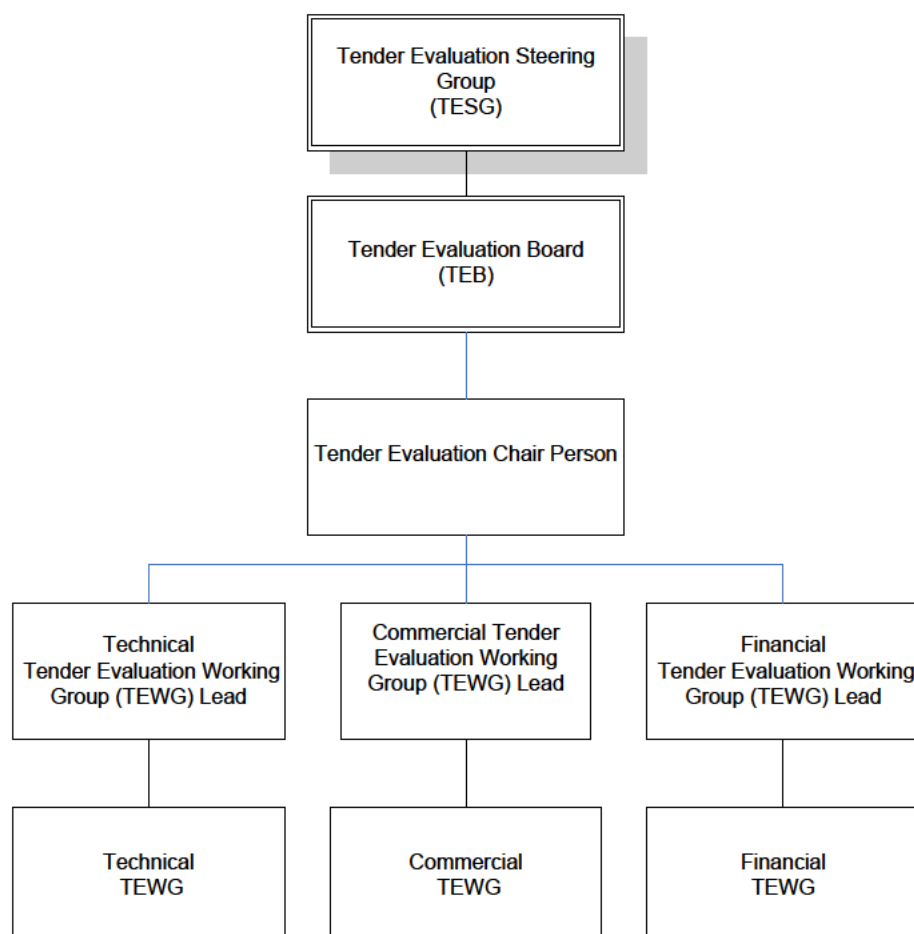 Tender Evaluation Steering
Group
(TESG)
Tender Evaluation Board
(TEB)
Tender Evaluation Chair Person
Technical
Tender Evaluation Working
Group (TEWG) Lead
Commercial Tender
Evaluation Working
Group (TEWG) Lead
Financial
Tender Evaluation Working
Group (TEWG) Lead
Technical
TEWG
Commercial
TEWG
Financial
TEWG